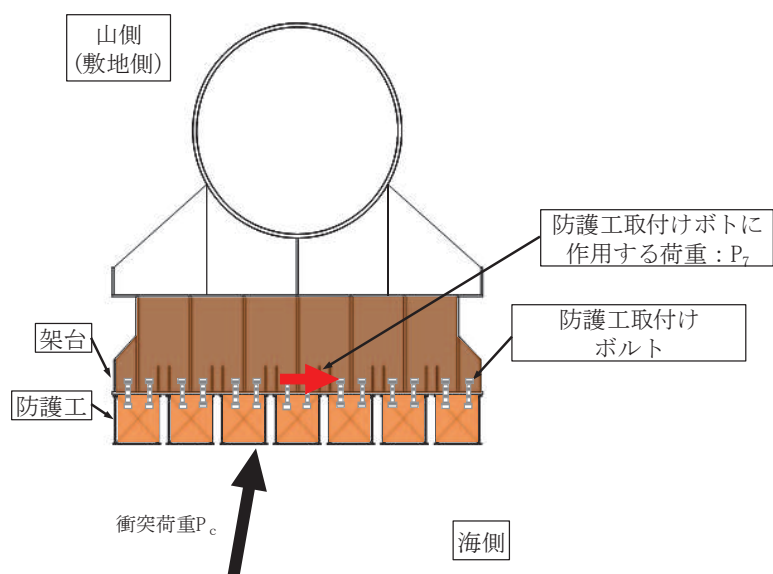 山側
(敷地側)
防護工取付けボトに
作用する荷重：P₇
防護工取付け
ボルト
架台
防護工
衝突荷重Pc
海側